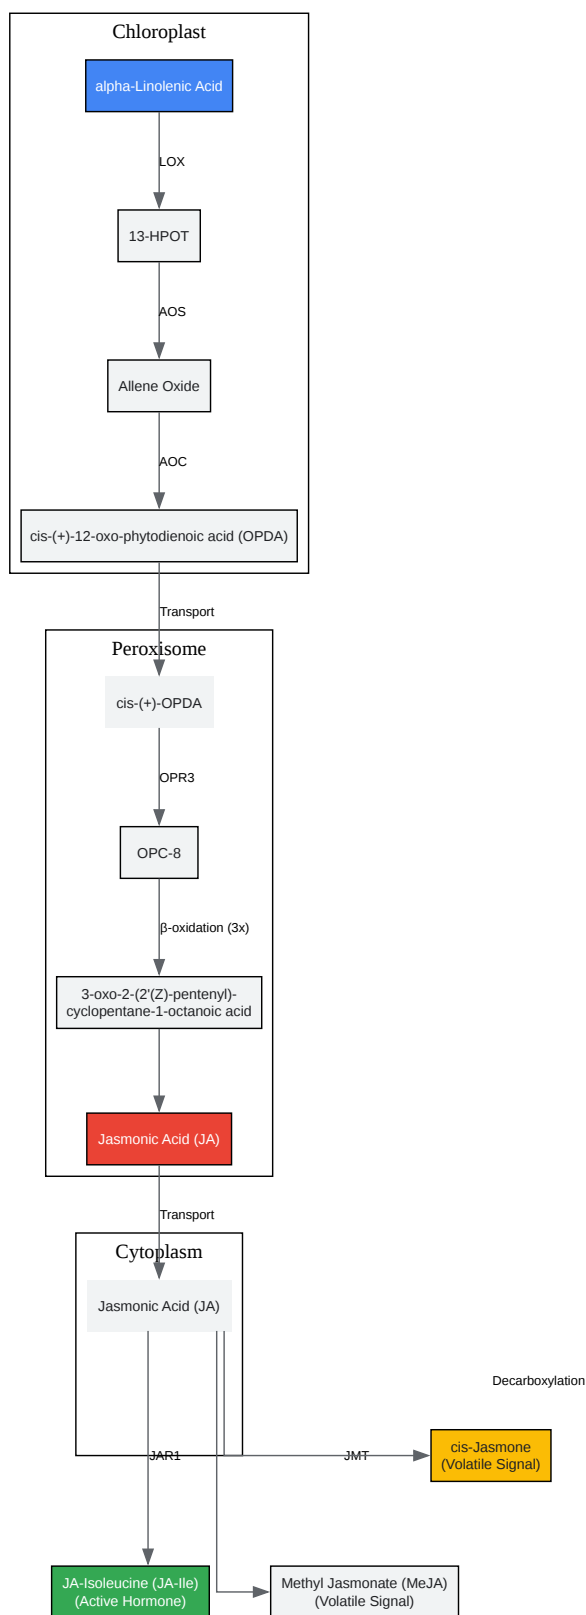 Chloroplast
alpha-Linolenic Acid
LOX
13-HPOT
AOS
Allene Oxide
AOC
cis-(+)-12-oxo-phytodienoic acid (OPDA)
Transport
Peroxisome
cis-(+)-OPDA
OPR3
OPC-8
β-oxidation (3x)
3-oxo-2-(2'(Z)-pentenyl)-
cyclopentane-1-octanoic acid
Jasmonic Acid (JA)
Transport
Cytoplasm
Jasmonic Acid (JA)
Decarboxylation
JAR1
JMT
cis-Jasmone
(Volatile Signal)
JA-Isoleucine (JA-Ile)
(Active Hormone)
Methyl Jasmonate (MeJA)
(Volatile Signal)